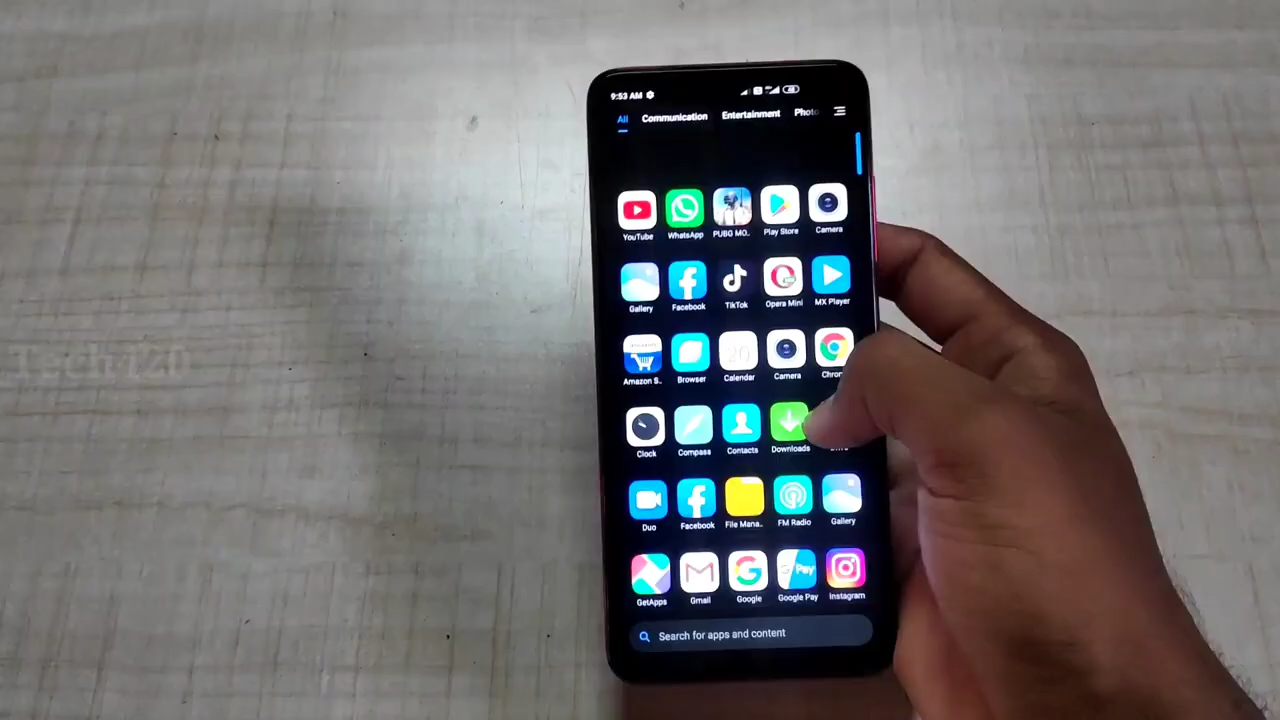 9:53 AM
All Communication Entertainment Photo
YouTube WhatsApp PUBG MO.. Play Store Camera
Gallery Facebook TikTok Opera Mini MX Player
Amazon S.. Browser Calendar Camera Chrom
Clock Compass Contacts Downloads
Duo Facebook File Mana.. FM Radio Gallery
GetApps Gmail Google Google Pay Instagram
Search for apps and content